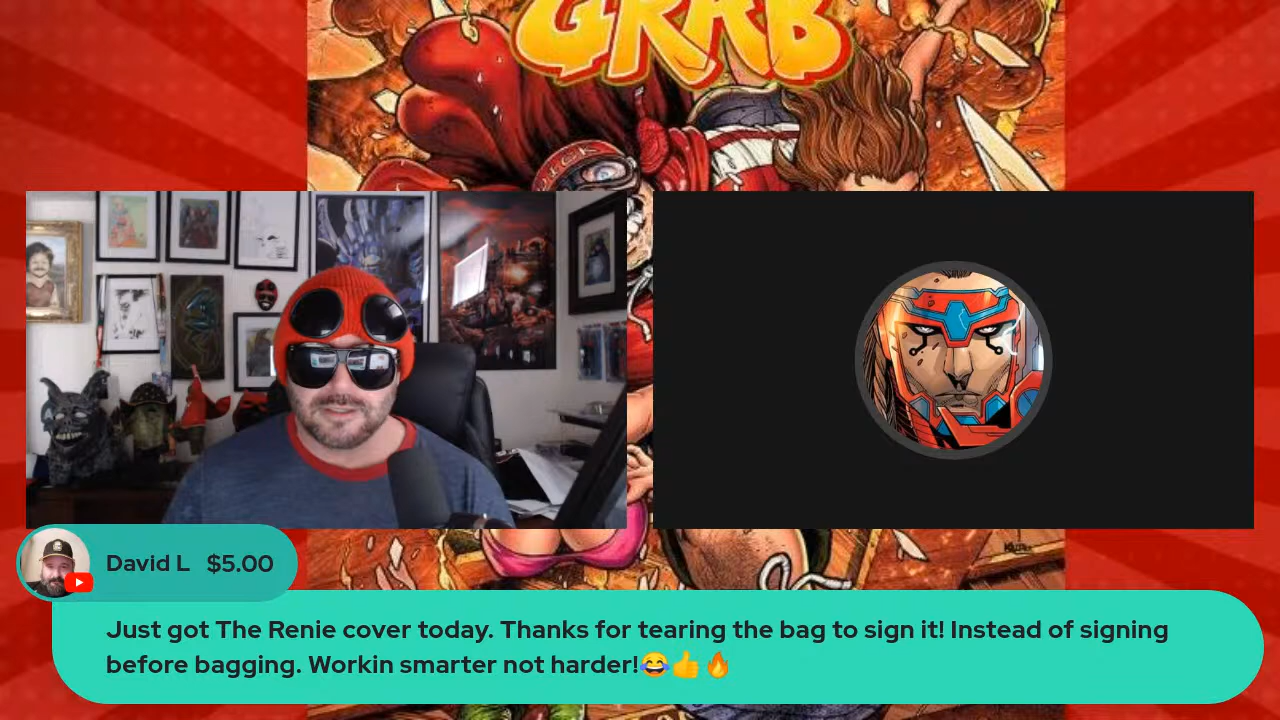 GRRB
David L $5.00
Just got The Renie cover today. Thanks for tearing the bag to sign it! Instead of signing
before bagging. Workin smarter not harder!😂👍🔥